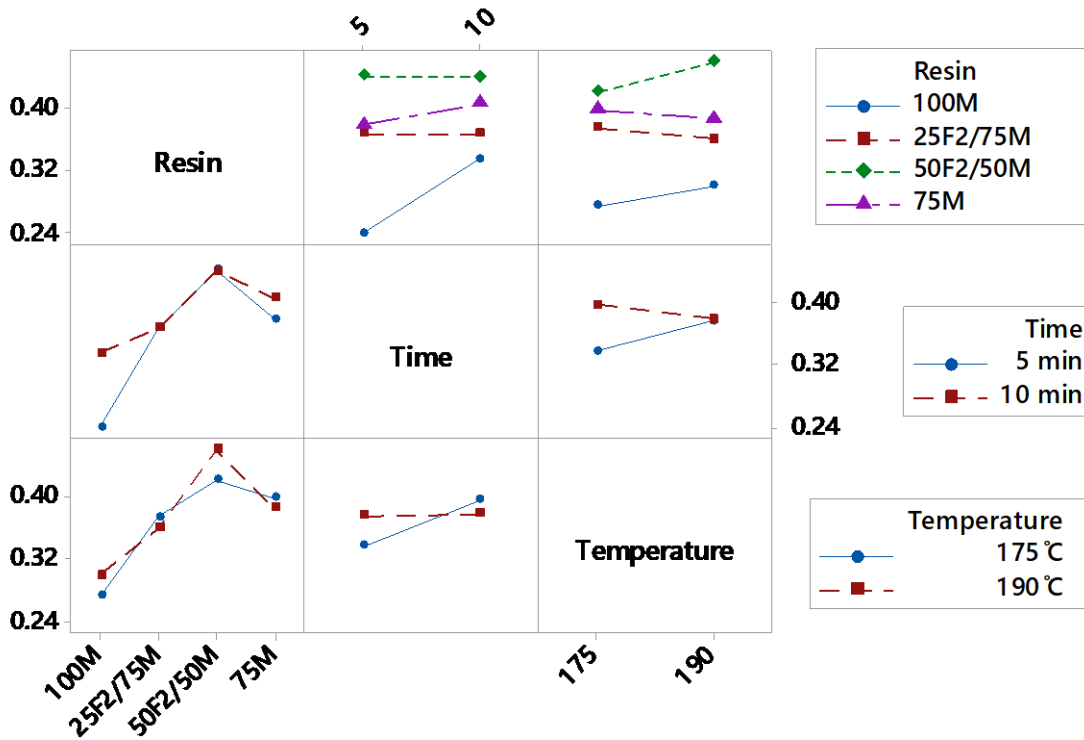 5 10
Resin
100M
25F2/75M
50F2/50M
75M
0.40
0.32
0.24
Resin
0.40
0.32
0.24
Time
Time
5 min
10 min
0.40
0.32
0.24
Temperature
Temperature
175 °C
190 °C
100M 25F2/75M 50F2/50M 75M 175 190